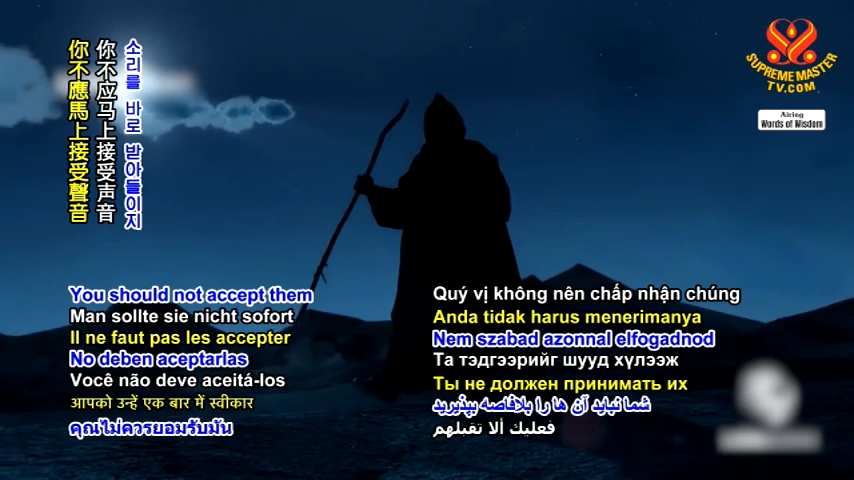 소리를 바로 받아들이지
你不应马上接受声音
你不應馬上接受聲音
SUPREME MASTER
TV.COM
Airing
Words of Wisdom
You should not accept them
Man sollte sie nicht sofort
Il ne faut pas les accepter
No deben aceptarlas
Você não deve aceitá-los
आपको उन्हें एक बार में स्वीकार
คุณไม่ควรยอมรับมัน
Quý vị không nên chấp nhận chúng
Anda tidak harus menerimanya
Nem szabad azonnal elfogadnod
Та тэдгээрийг шууд хүлээж
Ты не должен принимать их
شما نباید آن ها را بلافاصه بپذیرید
فعليك ألا تقبلهم